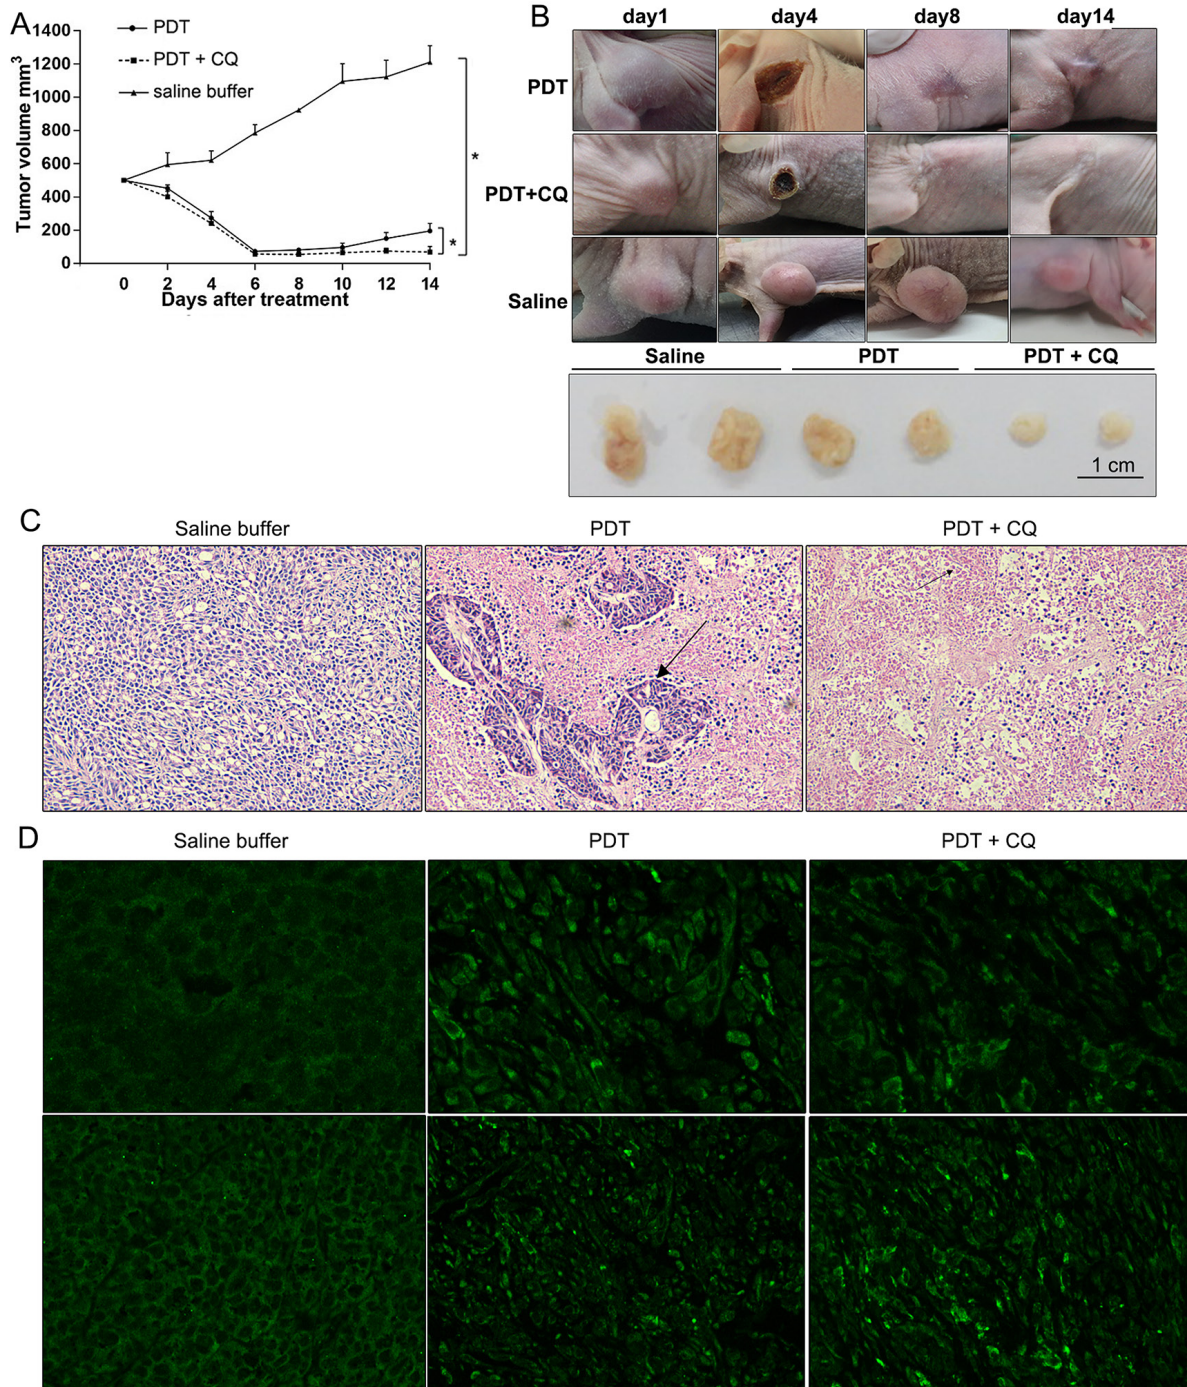 A
Tumor volume mm3
1400
1200
1000
800
600
400
200
0
PDT
PDT + CQ
saline buffer
*
*
0 2 4 6 8 10 12 14
Days after treatment
B
day1 day4 day8 day14
PDT
PDT+CQ
Saline
Saline PDT PDT + CQ
1 cm
C
Saline buffer PDT PDT + CQ
D
Saline buffer PDT PDT + CQ